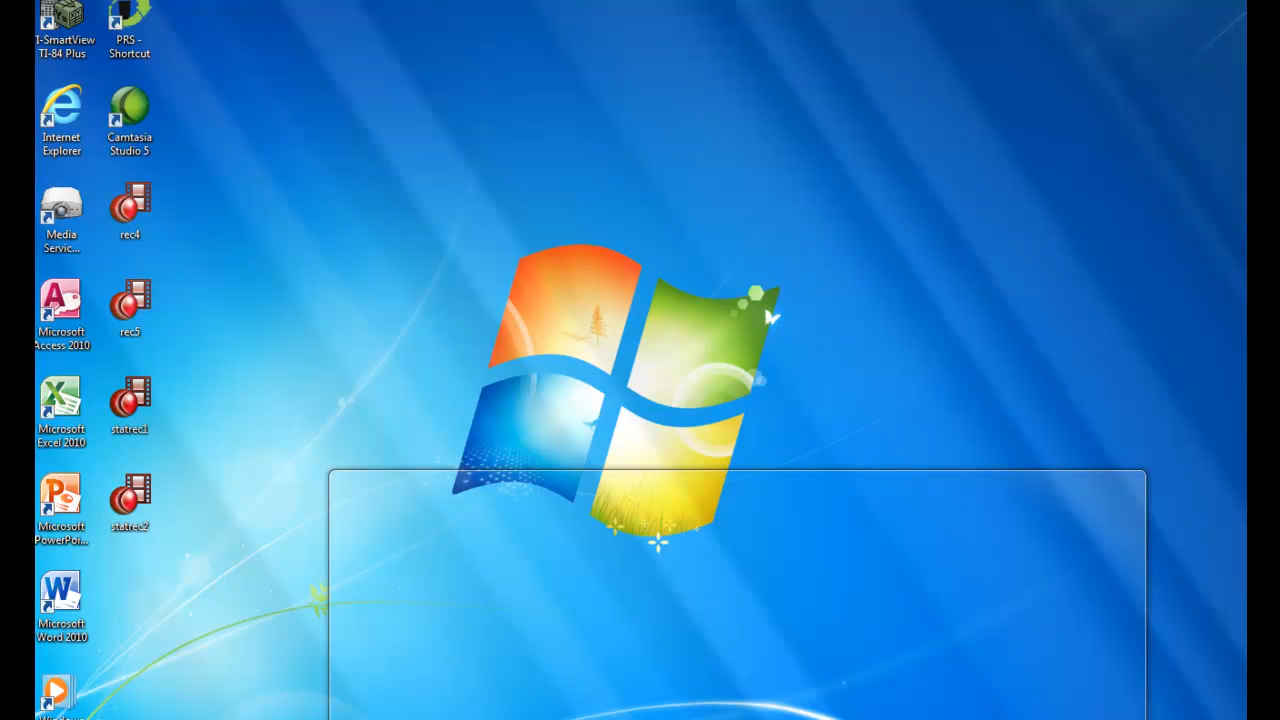 I-SmartView
TI-84 Plus
PRS -
Shortcut
Internet
Explorer
Camtasia
Studio 5
Media
Servic...
rec4
Microsoft
Access 2010
rec5
Microsoft
Excel 2010
statrec1
Microsoft
PowerPoi...
statrec2
Microsoft
Word 2010